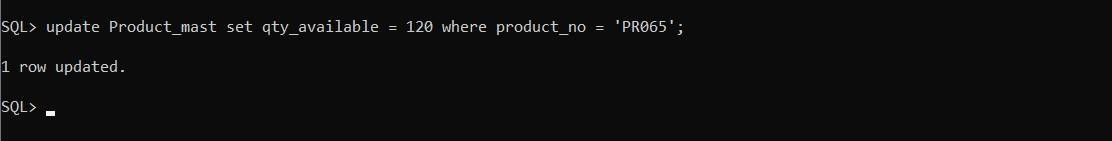 SQL> update Product_mast set qty_available = 120 where product_no = 'PR065';
1 row updated.
SQL>